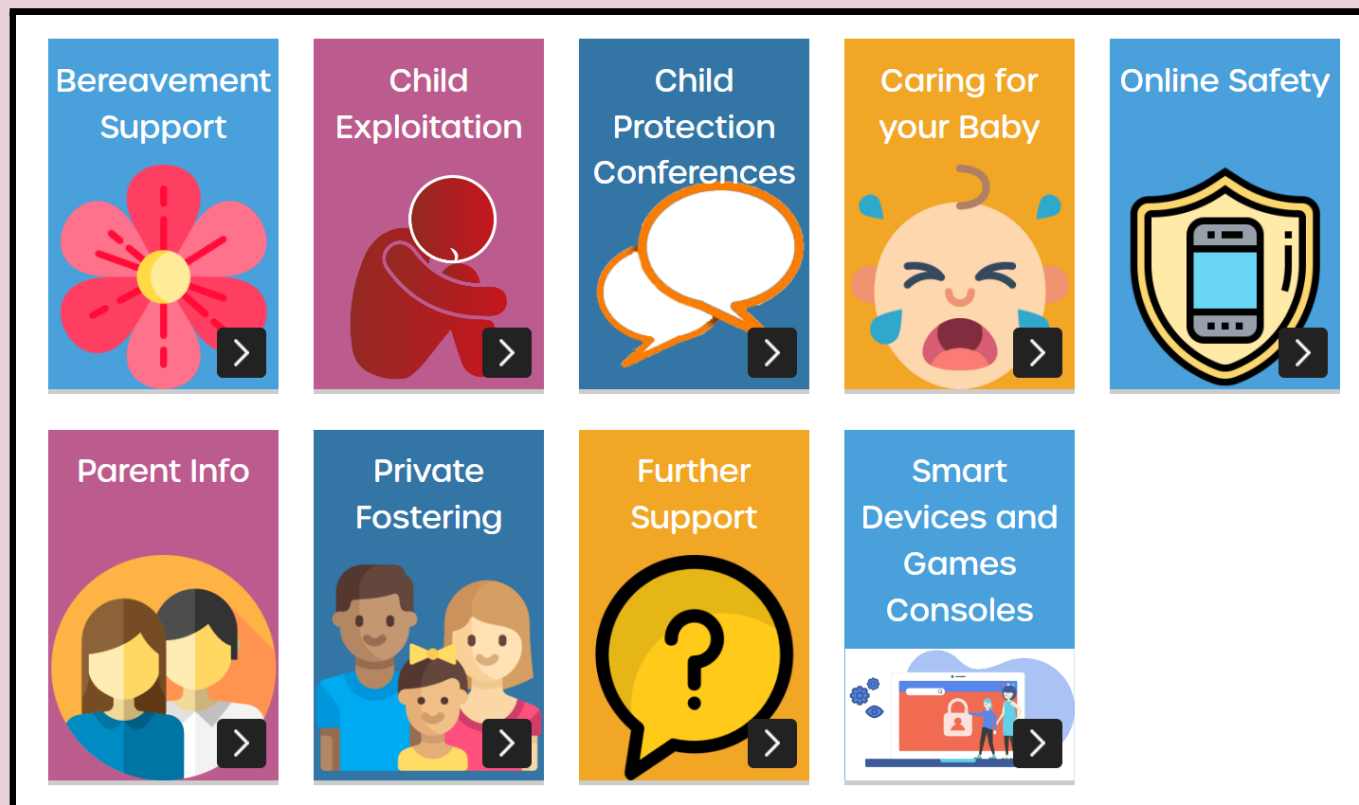 Bereavement
Support
Child
Exploitation
Child
Protection
Conferences
Caring for
your Baby
Online Safety
Parent Info
Private
Fostering
Further
Support
?
Smart
Devices and
Games
Consoles